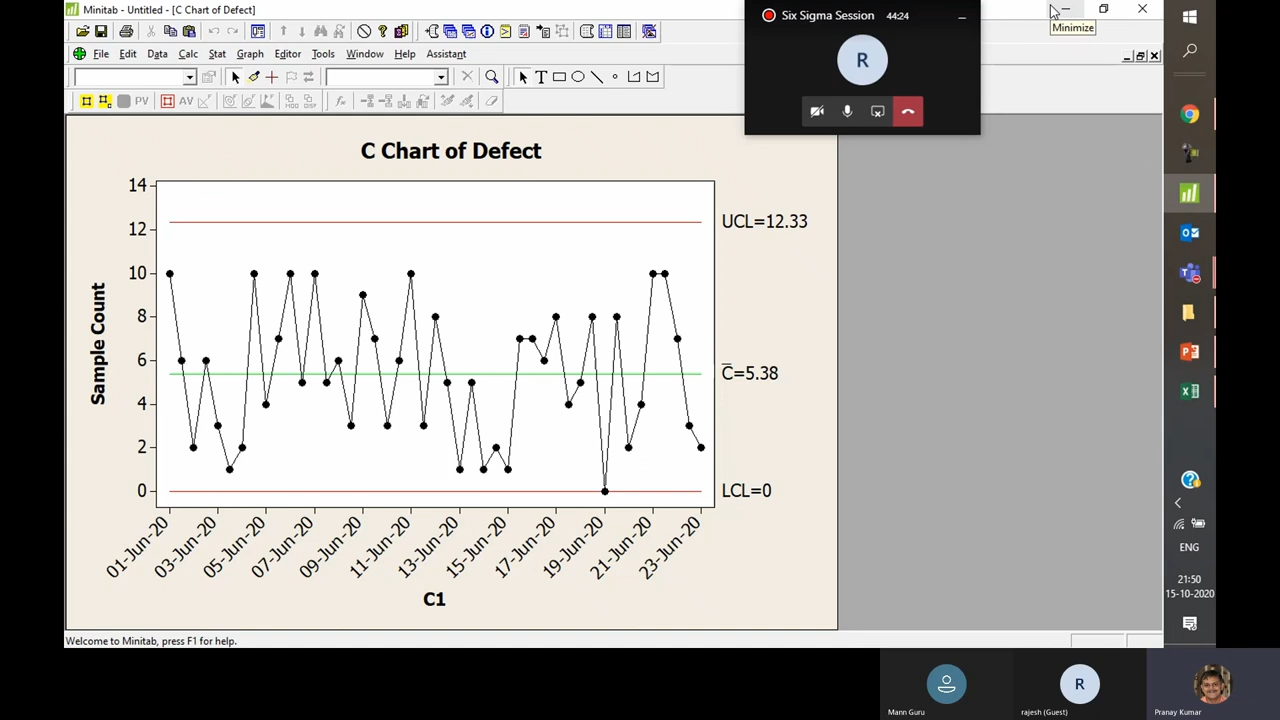 Minitab - Untitled - [C Chart of Defect]
File Edit Data Calc Stat Graph Editor Tools Window Help Assistant
PV AV
Six Sigma Session 44:24
R
Minimize
C Chart of Defect
Sample Count
14
12
10
8
6
4
2
0
UCL=12.33
C̅=5.38
LCL=0
01-Jun-20
03-Jun-20
05-Jun-20
07-Jun-20
09-Jun-20
11-Jun-20
13-Jun-20
15-Jun-20
17-Jun-20
19-Jun-20
21-Jun-20
23-Jun-20
C1
Welcome to Minitab, press F1 for help.
ENG
21:50
15-10-2020
Mann Guru
R
rajesh (Guest)
Pranay Kumar